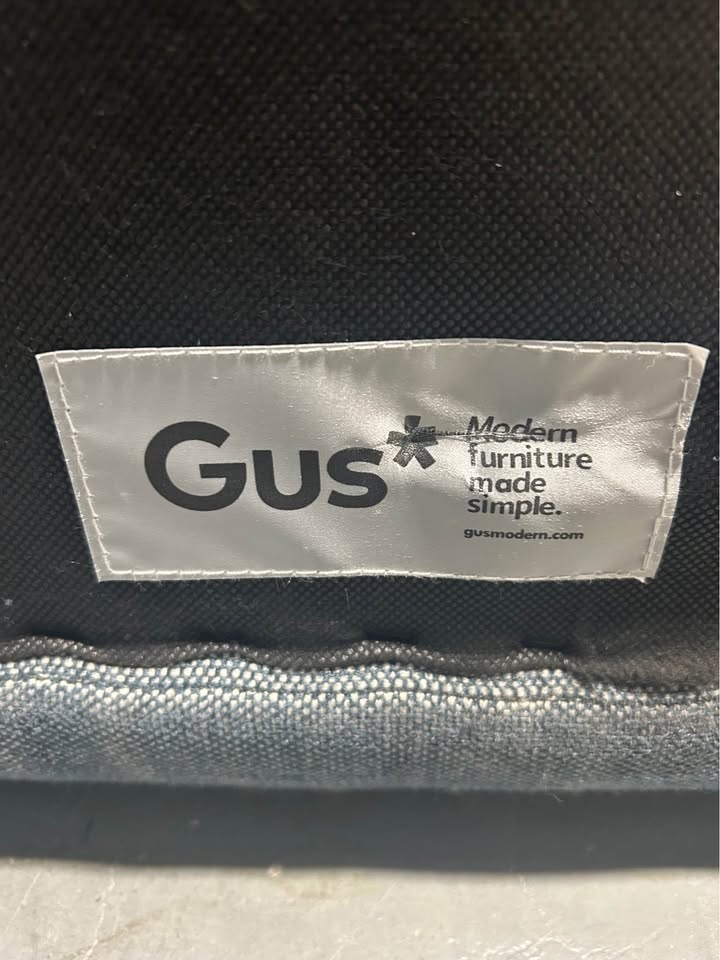 Gus*
Modern
furniture
made
simple.
gusmodern.com